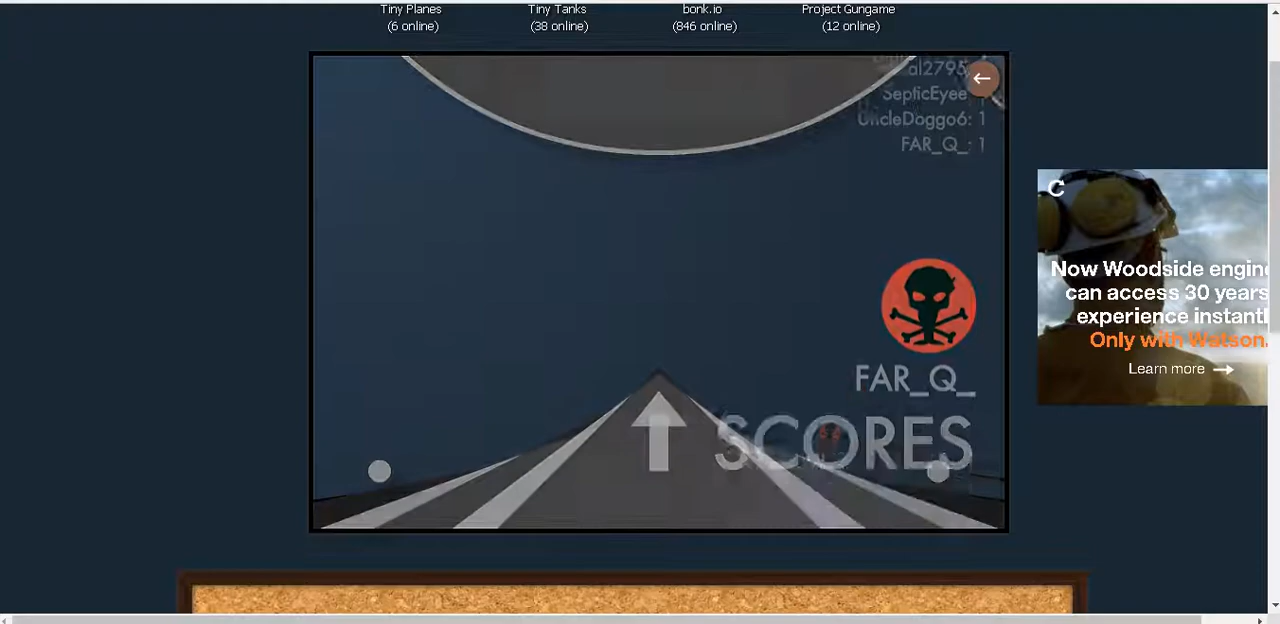 Tiny Planes
(6 online)
Tiny Tanks
(38 online)
bonk.io
(846 online)
Project Gungame
(12 online)
al2795
SepticEyee
UncleDoggo6: 1
FAR_Q_: 1
FAR_Q_
SCORES
Now Woodside engin
can access 30 years
experience instantl
Only with Watson.
Learn more →